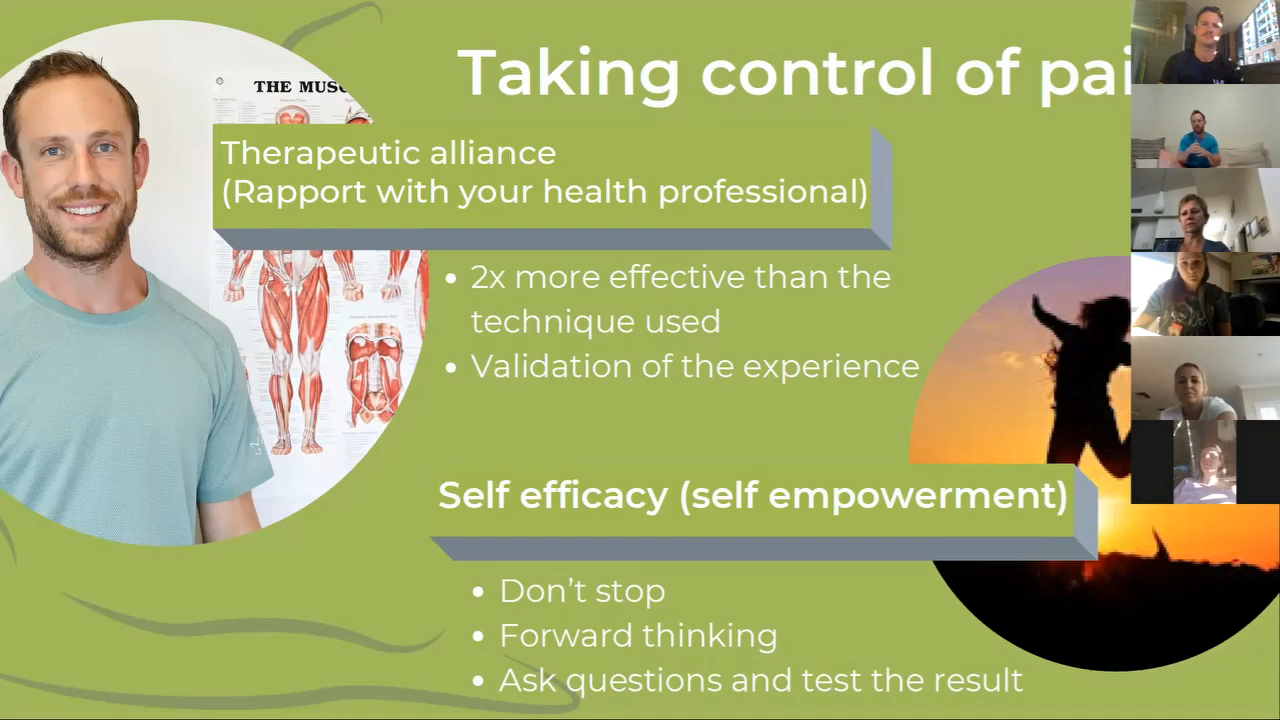 Taking control of pai
THE MUSC
Therapeutic alliance
(Rapport with your health professional)
• 2x more effective than the
technique used
• Validation of the experience
Self efficacy (self empowerment)
• Don't stop
• Forward thinking
• Ask questions and test the result